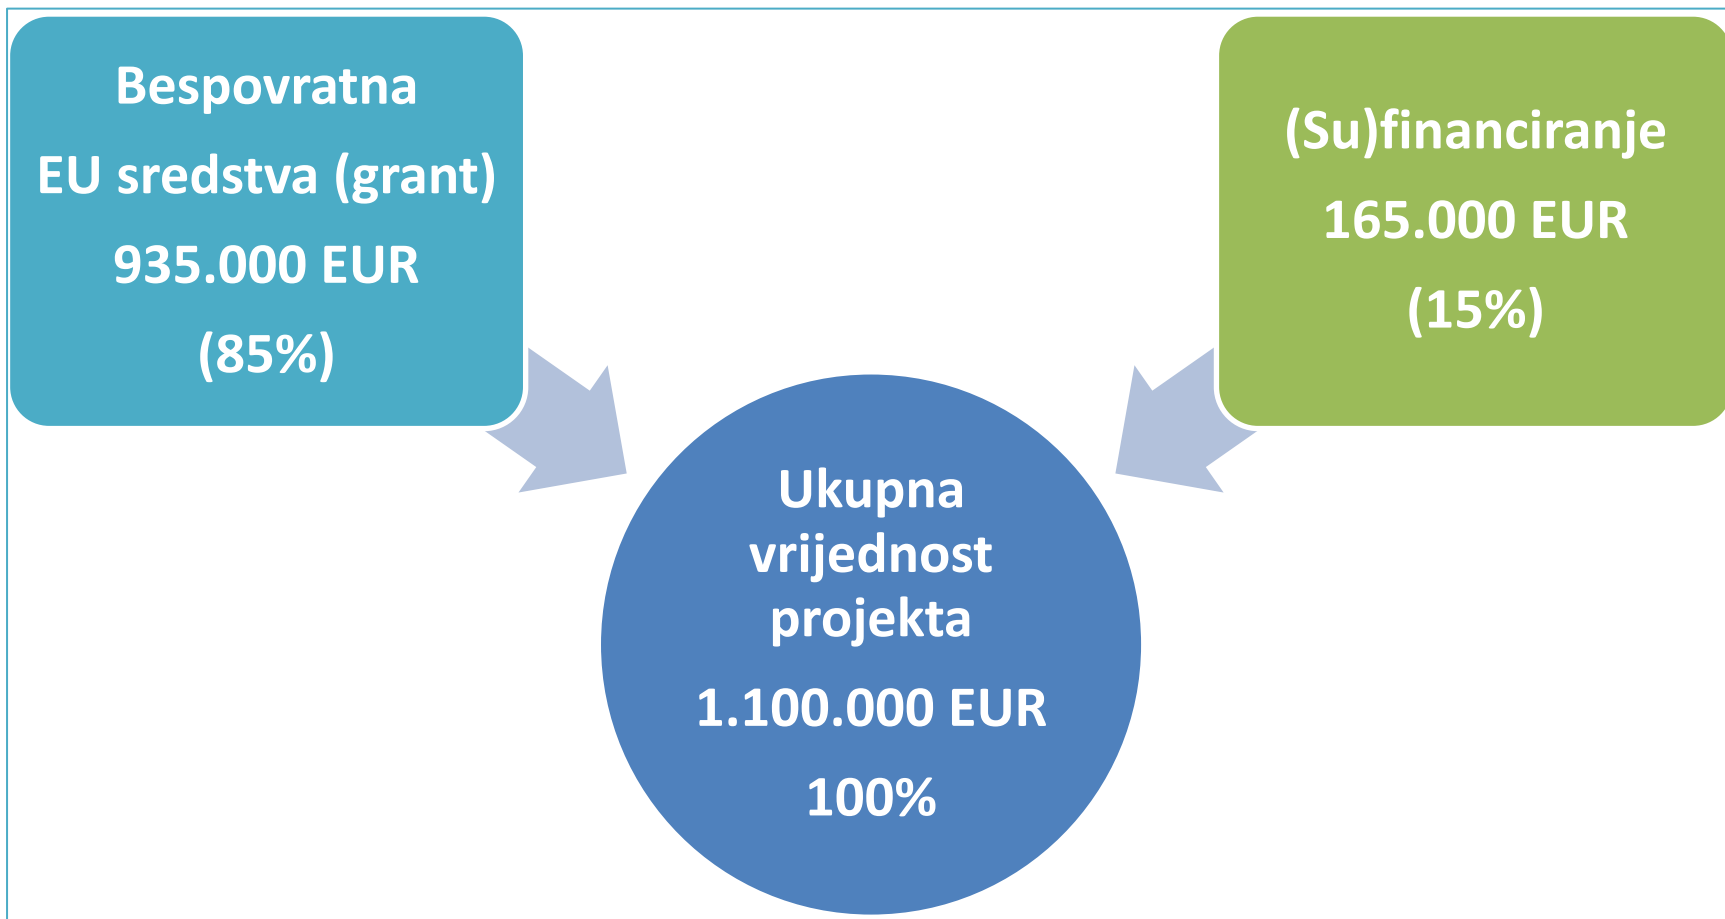 Bespovratna
EU sredstva (grant)
935.000 EUR
(85%)
(Su)financiranje
165.000 EUR
(15%)
Ukupna
vrijednost
projekta
1.100.000 EUR
100%